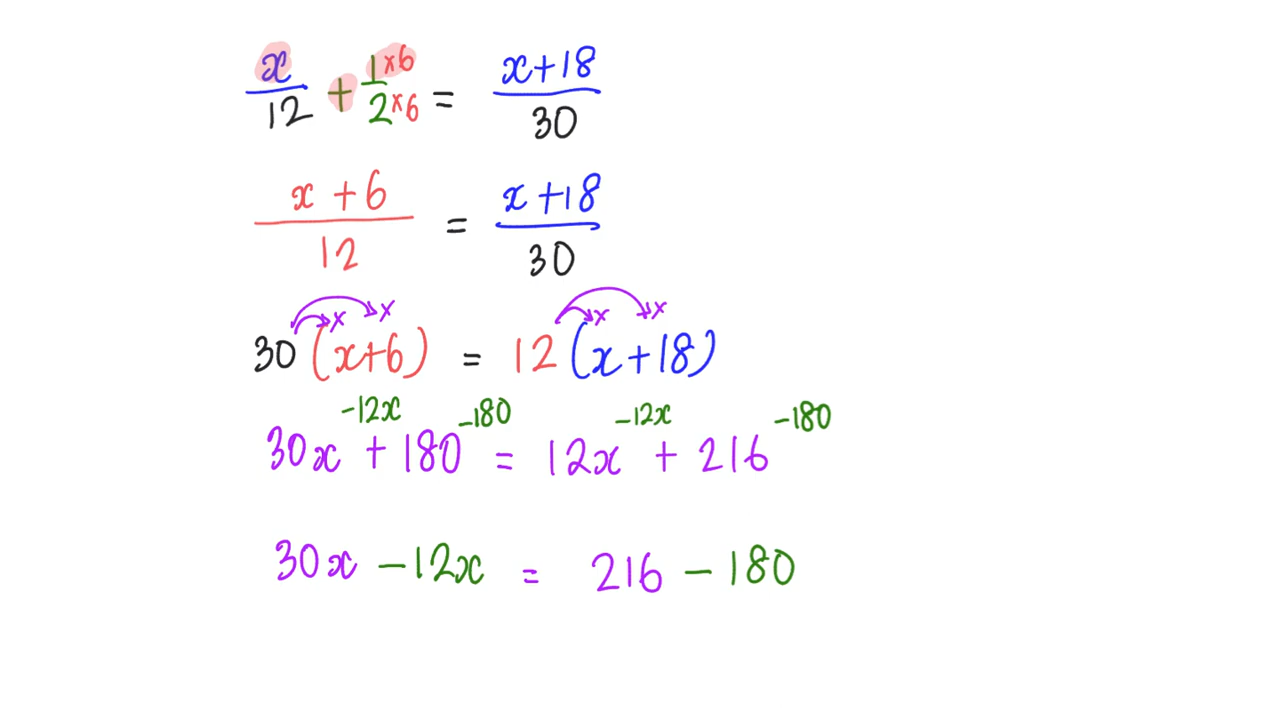 x/12 + 1×6/2×6 = x+18/30
x+6/12 = x+18/30
× × × ×
30(x+6) = 12(x+18)
-12x -180 -12x -180
30x + 180 = 12x + 216
30x - 12x = 216 - 180